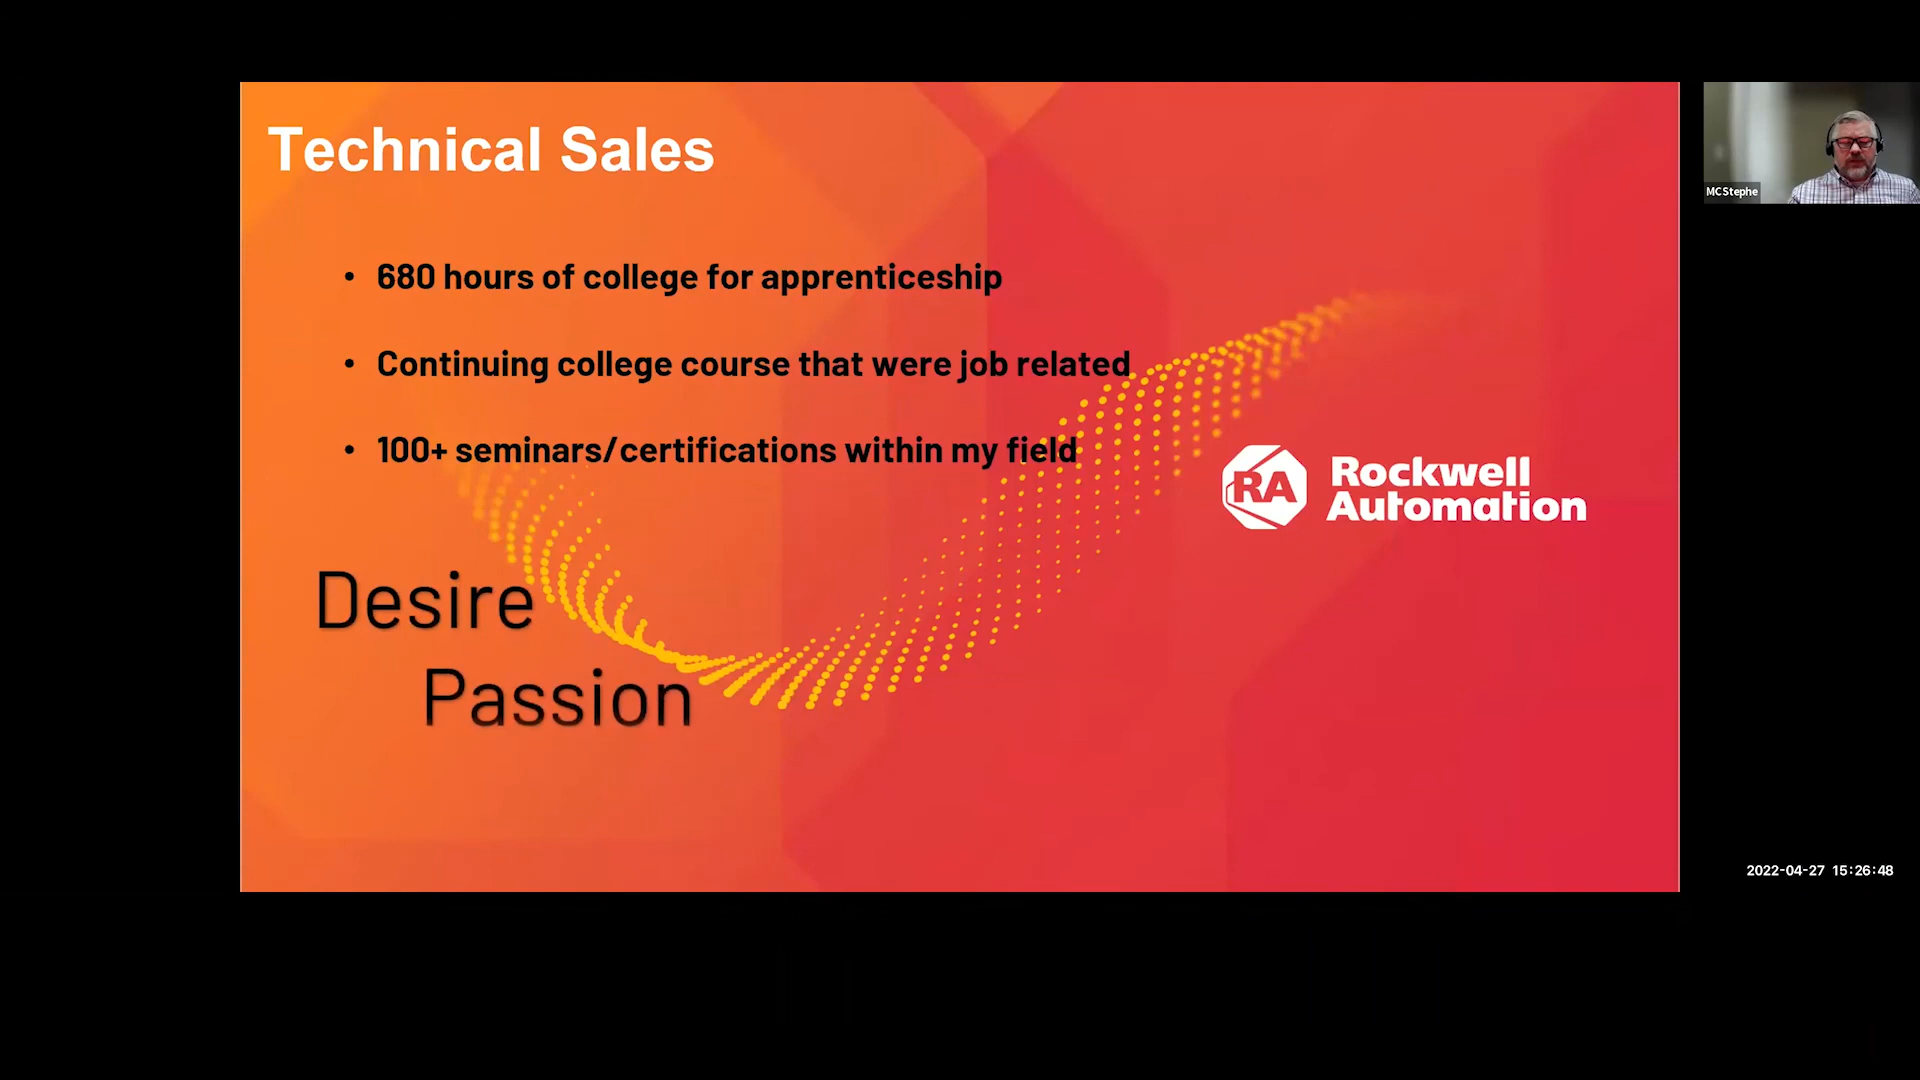 Technical Sales
• 680 hours of college for apprenticeship
• Continuing college course that were job related
• 100+ seminars/certifications within my field
RA Rockwell
Automation
Desire
Passion
MCStephe
2022-04-27 15:26:48